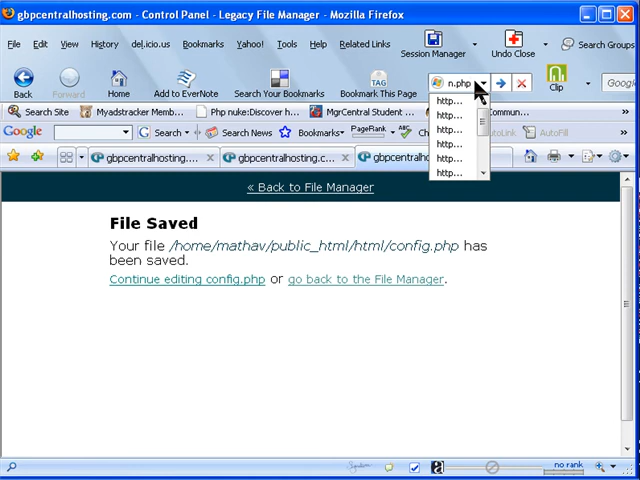 gbpcentralhosting.com - Control Panel - Legacy File Manager - Mozilla Firefox
File Edit View History del.icio.us Bookmarks Yahoo! Tools Help Related Links Session Manager Undo Close Search Groups
Back Forward Home Add to EverNote Search Your Bookmarks Bookmark This Page n.php Clip Goog
Search Site Myadstracker Memb... Php nuke:Discover h... MgrCentral Student
http...
http...
http...
http...
http...
http...
Google Search Search News Bookmarks PageRank AutoFill
gbpcentralhosting.... gbpcentralhosting.c...
« Back to File Manager
File Saved
Your file /home/mathav/public_html/html/config.php has
been saved.
Continue editing config.php or go back to the File Manager.
no rank